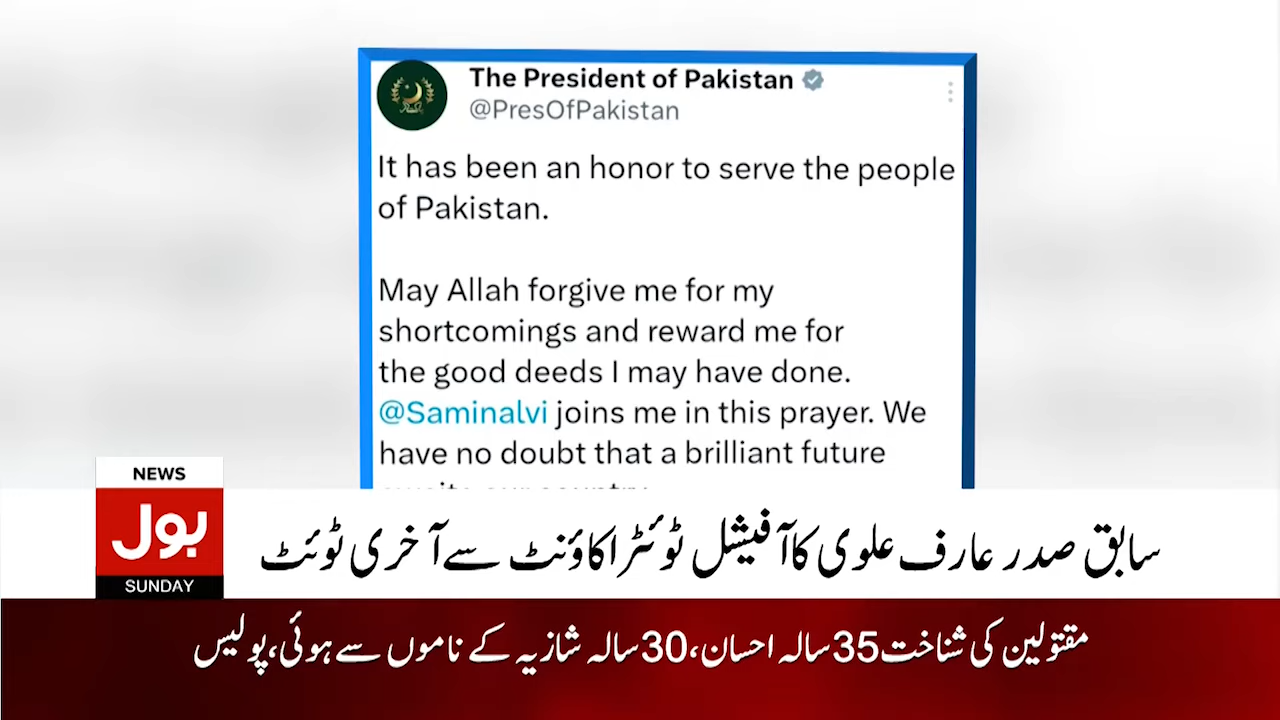 The President of Pakistan
@PresOfPakistan
It has been an honor to serve the people
of Pakistan.
May Allah forgive me for my
shortcomings and reward me for
the good deeds I may have done.
@Saminalvi joins me in this prayer. We
have no doubt that a brilliant future
NEWS
بول
SUNDAY
سابق صدر عارف علوی کا آفیشل ٹوئٹر اکاؤنٹ سے آخری ٹوئٹ
مقتولین کی شناخت 35 سالہ احسان، 30 سالہ شازیہ کے ناموں سے ہوئی، پولیس